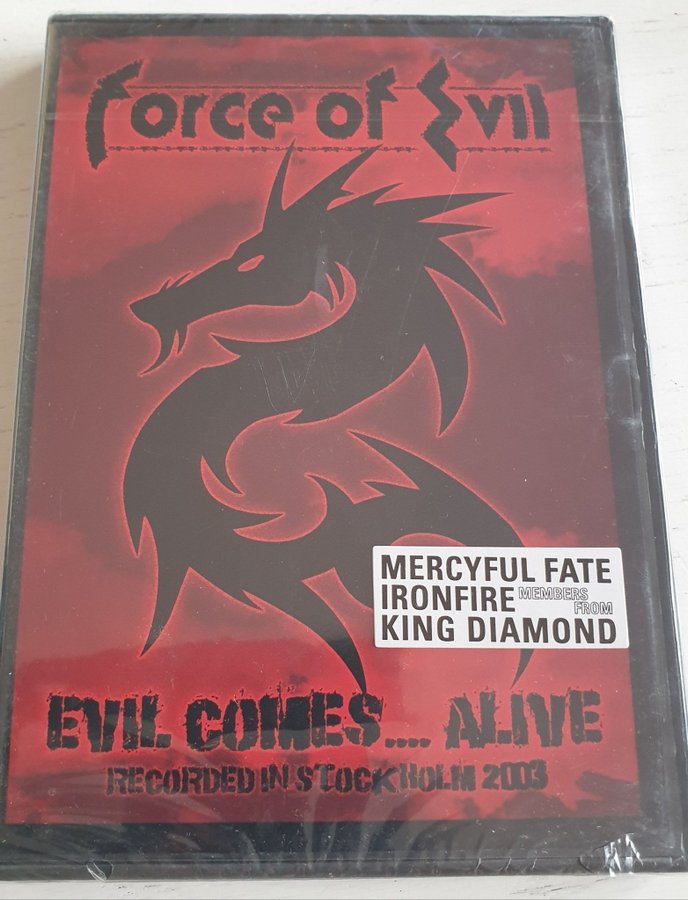 Force of Evil
MERCYFUL FATE
IRONFIRE MEMBERS FROM
KING DIAMOND
EVIL COMES.... ALIVE
RECORDED IN STOCKHOLM 2003